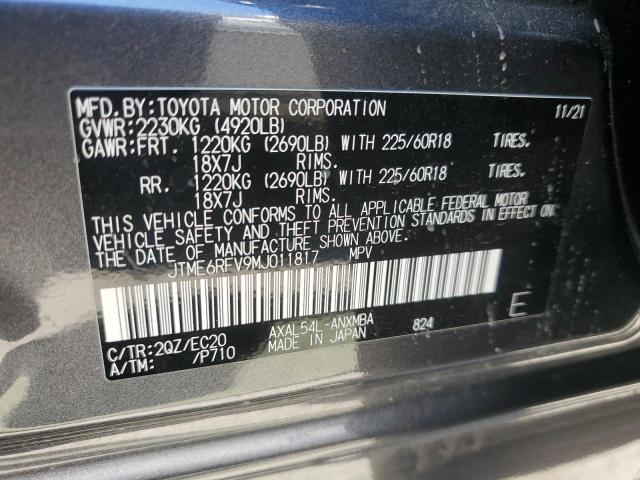 MFD.BY:TOYOTA MOTOR CORPORATION 11/21
GVWR:2230KG (4920LB)
GAWR:FRT. 1220KG (2690LB) WITH 225/60R18 TIRES.
18X7J RIMS.
RR. 1220KG (2690LB) WITH 225/60R18 TIRES.
18X7J RIMS.
THIS VEHICLE CONFORMS TO ALL APPLICABLE FEDERAL MOTOR
VEHICLE SAFETY AND THEFT PREVENTION STANDARDS IN EFFECT ON
THE DATE OF MANUFACTURE SHOWN ABOVE.
JTME6RFV9MJ011817 MPV
E
AXAL54L-ANXMBA 824
C/TR:2QZ/EC20 MADE IN JAPAN
A/TM: /P710